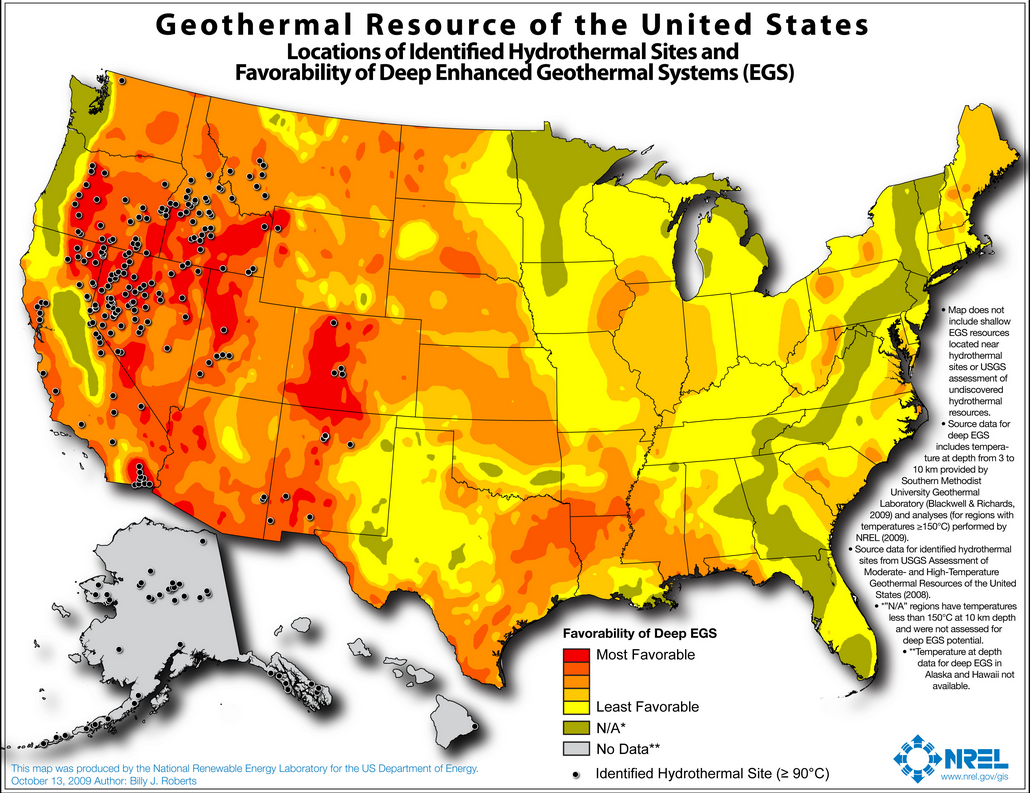 Geothermal Resource of the United States
Locations of Identified Hydrothermal Sites and
Favorability of Deep Enhanced Geothermal Systems (EGS)
• Map does not
include shallow
EGS resources
located near
hydrothermal
sites or USGS
assessment of
undiscovered
hydrothermal
resources.
• Source data for
deep EGS
includes tempera-
ture at depth from 3 to
10 km provided by
Southern Methodist
University Geothermal
Laboratory (Blackwell & Richards,
2009) and analyses (for regions with
temperatures ≥150°C) performed by
NREL (2009).
• Source data for identified hydrothermal
sites from USGS Assessment of
Moderate- and High-Temperature
Geothermal Resources of the United
States (2008).
• *"N/A" regions have temperatures
less than 150°C at 10 km depth
and were not assessed for
deep EGS potential.
• **Temperature at depth
data for deep EGS in
Alaska and Hawaii not
available.
Favorability of Deep EGS
Most Favorable
Least Favorable
N/A*
No Data**
Identified Hydrothermal Site (≥ 90°C)
This map was produced by the National Renewable Energy Laboratory for the US Department of Energy.
October 13, 2009 Author: Billy J. Roberts
NREL
www.nrel.gov/gis